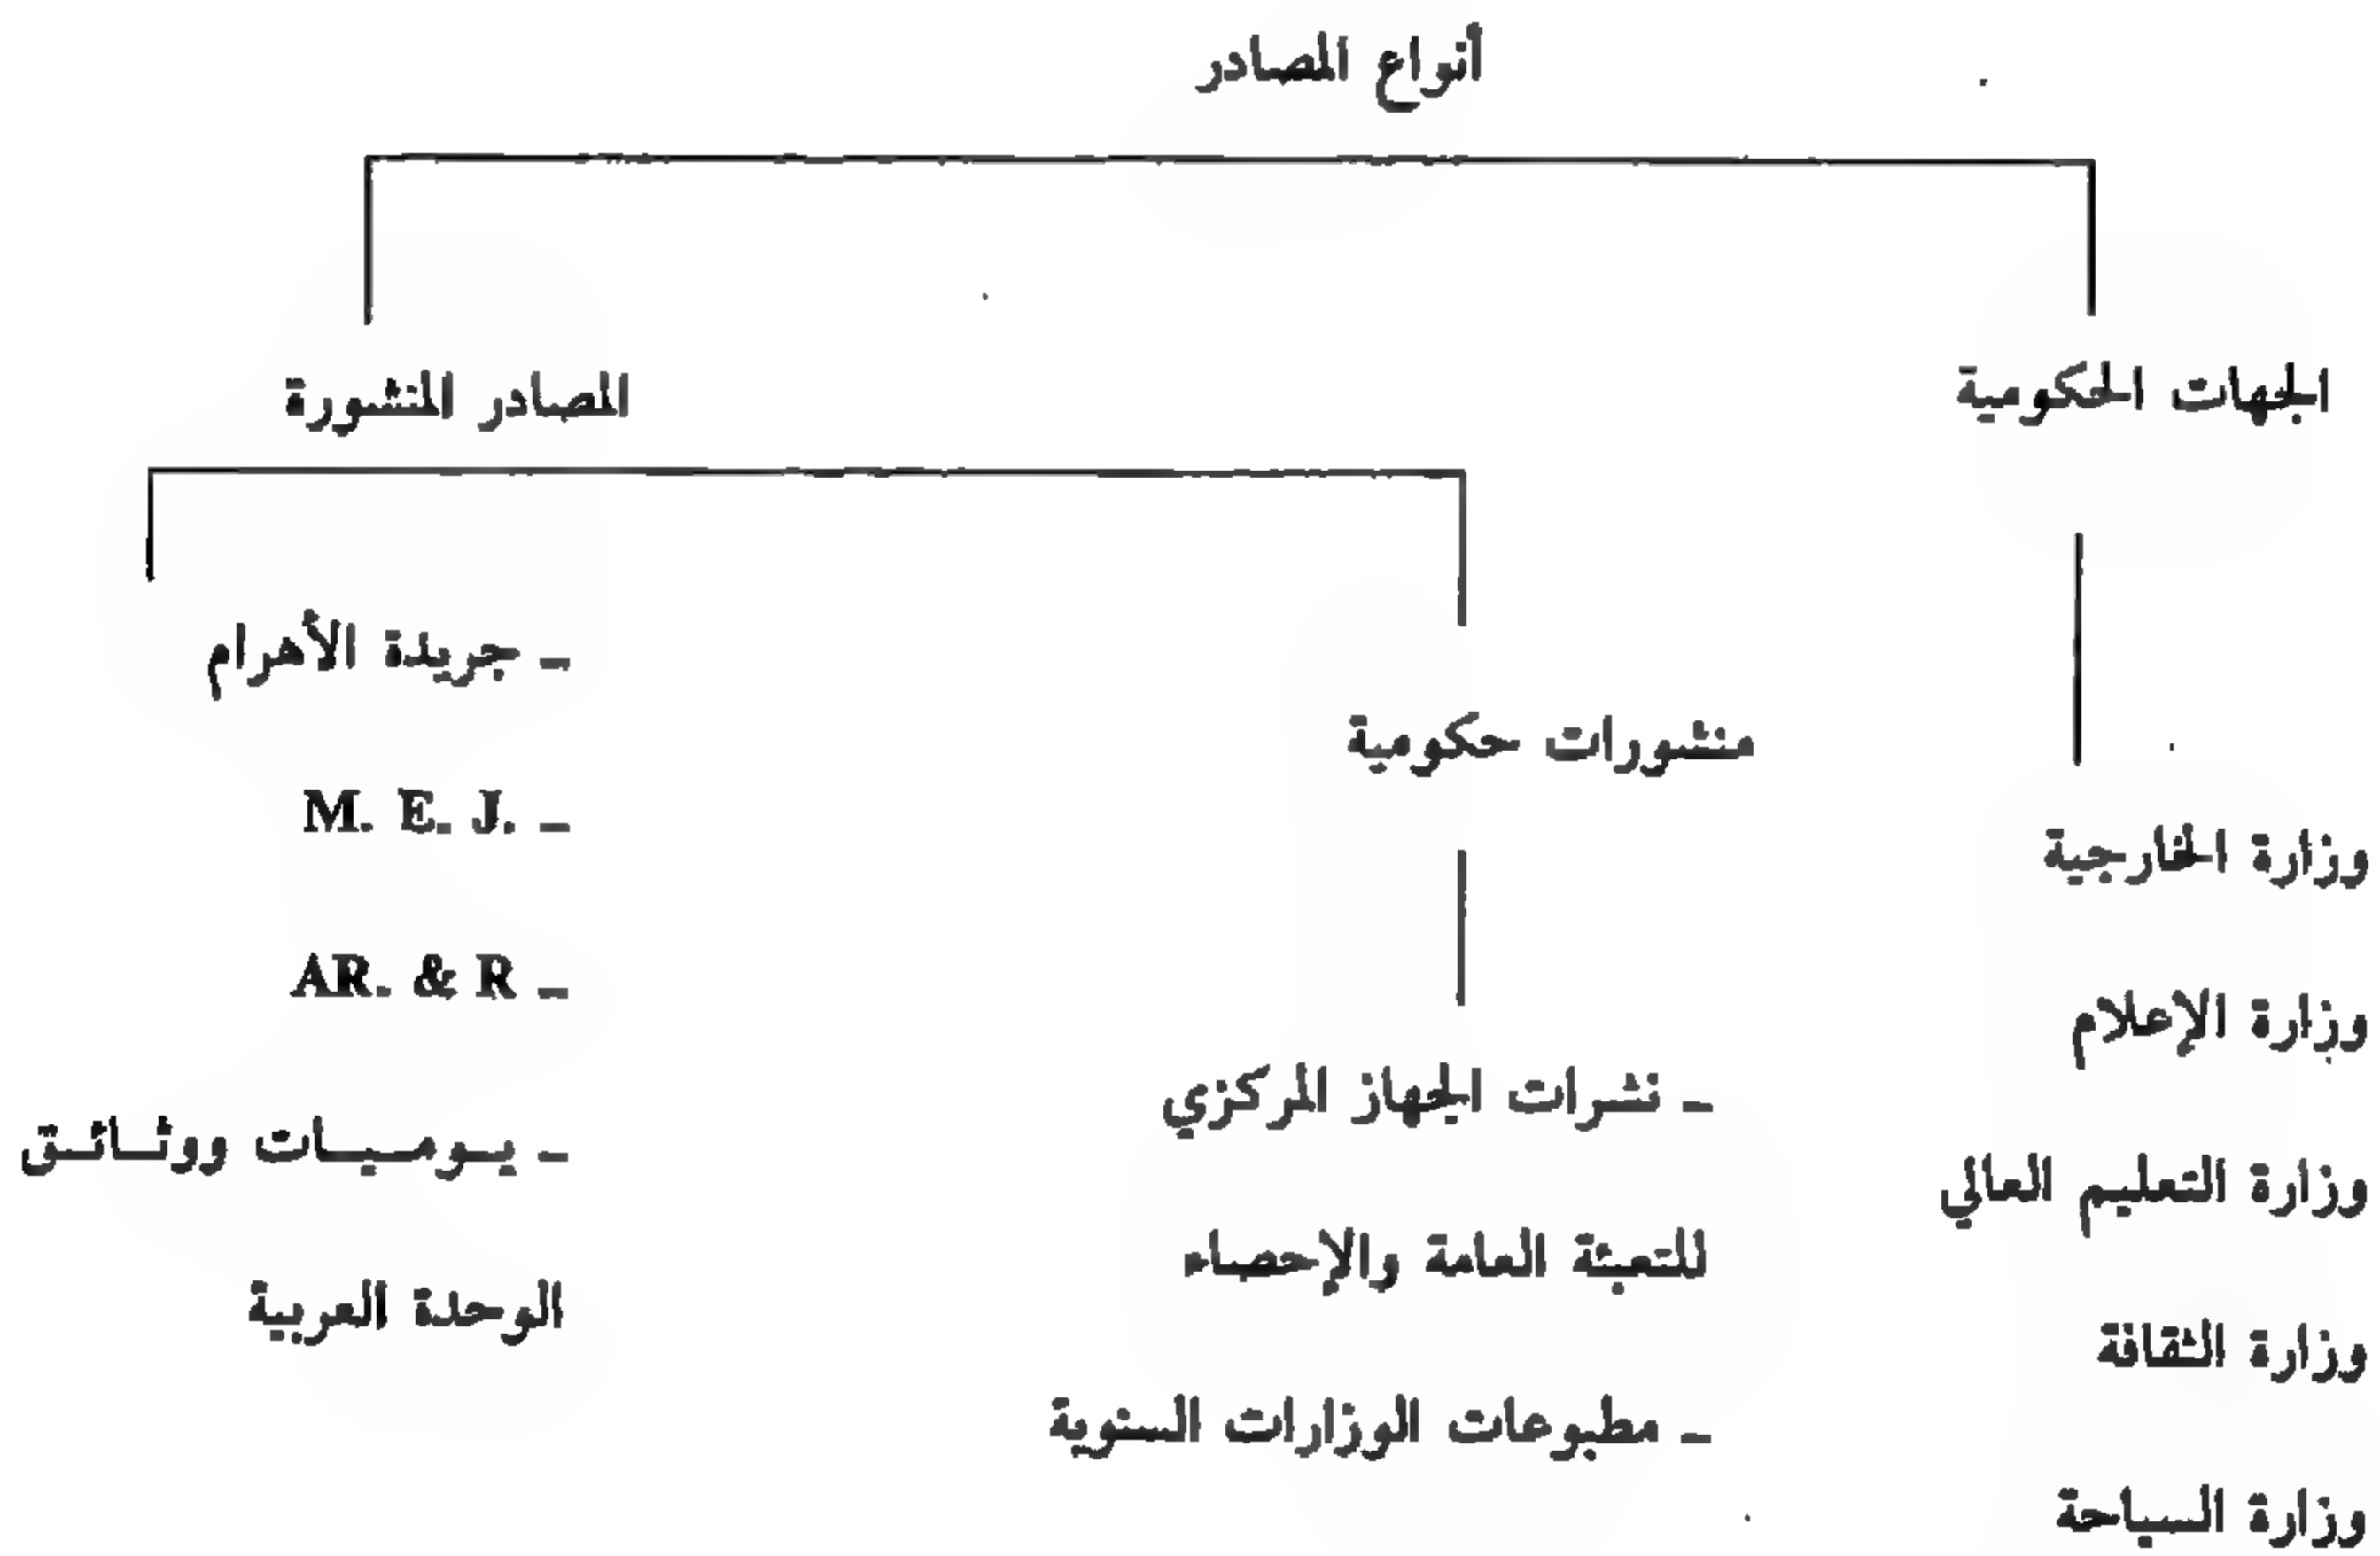 أنواع المصادر
الجهات الحكومية
وزارة الخارجية
وزارة الإعلام
وزارة التعليم العالي
وزارة الثقافة
وزارة السياحة
المصادر المنشورة
منشورات حكومية
ـ نشرات الجهاز المركزي
للتعبئة العامة والإحصاء
ـ مطبوعات الوزارات السنوية
ـ جريدة الأهرام
ـ M. E. J.
ـ AR. & R
ـ يوميات ووثائق
الوحدة العربية